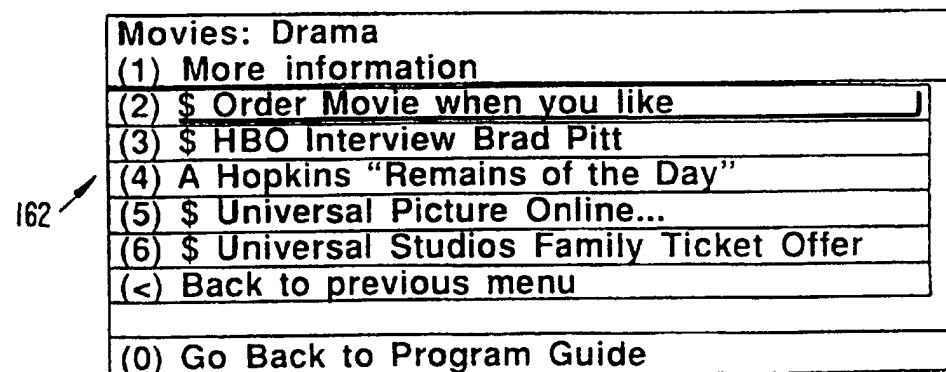 Movies: Drama
(1) More information
(2) $ Order Movie when you like
(3) $ HBO Interview Brad Pitt
(4) A Hopkins “Remains of the Day”
162
(5) $ Universal Picture Online...
(6) $ Universal Studios Family Ticket Offer
(<) Back to previous menu
(0) Go Back to Program Guide